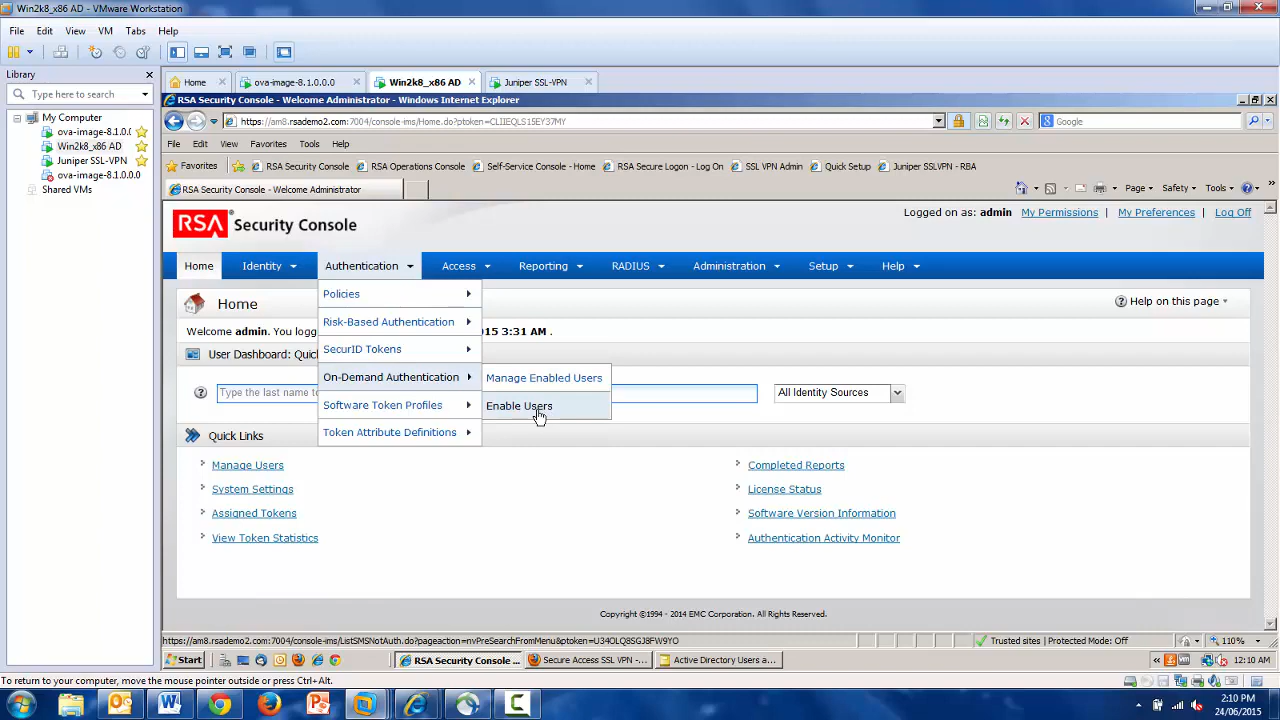 Win2k8_x86 AD - VMware Workstation
File Edit View VM Tabs Help
Library
Type here to search
My Computer
ova-image-8.1.0.(
Win2k8_x86 AD
Juniper SSL-VPN
ova-image-8.1.0.0.0
Shared VMs
Home ova-image-8.1.0.0.0 Win2k8_x86 AD Juniper SSL-VPN
RSA Security Console - Welcome Administrator - Windows Internet Explorer
https://am8.rsademo2.com:7004/console-ims/Home.do?ptoken=CLIIEQLS15EY37MY
Google
File Edit View Favorites Tools Help
Favorites RSA Security Console RSA Operations Console Self-Service Console - Home RSA Secure Logon - Log On SSL VPN Admin Quick Setup Juniper SSLVPN - RBA
RSA Security Console - Welcome Administrator
Page Safety Tools
RSA Security Console
Logged on as: admin My Permissions | My Preferences | Log Off
Home Identity Authentication Access Reporting RADIUS Administration Setup Help
Policies
Risk-Based Authentication
SecurID Tokens
On-Demand Authentication
Software Token Profiles
Token Attribute Definitions
Manage Enabled Users
Enable Users
Home
Help on this page
Welcome admin. You logg
015 3:31 AM .
User Dashboard: Quic
Type the last name to
All Identity Sources
Quick Links
Manage Users
System Settings
Assigned Tokens
View Token Statistics
Completed Reports
License Status
Software Version Information
Authentication Activity Monitor
Copyright ©1994 - 2014 EMC Corporation. All Rights Reserved.
https://am8.rsademo2.com:7004/console-ims/ListSMSNotAuth.do?pageaction=nvPreSearchFromMenu&ptoken=U34OLQ8SGJ8FW9YO
Trusted sites | Protected Mode: Off
110%
Start RSA Security Console ... Secure Access SSL VPN -... Active Directory Users a...
12:10 AM
To return to your computer, move the mouse pointer outside or press Ctrl+Alt.
2:10 PM
24/06/2015